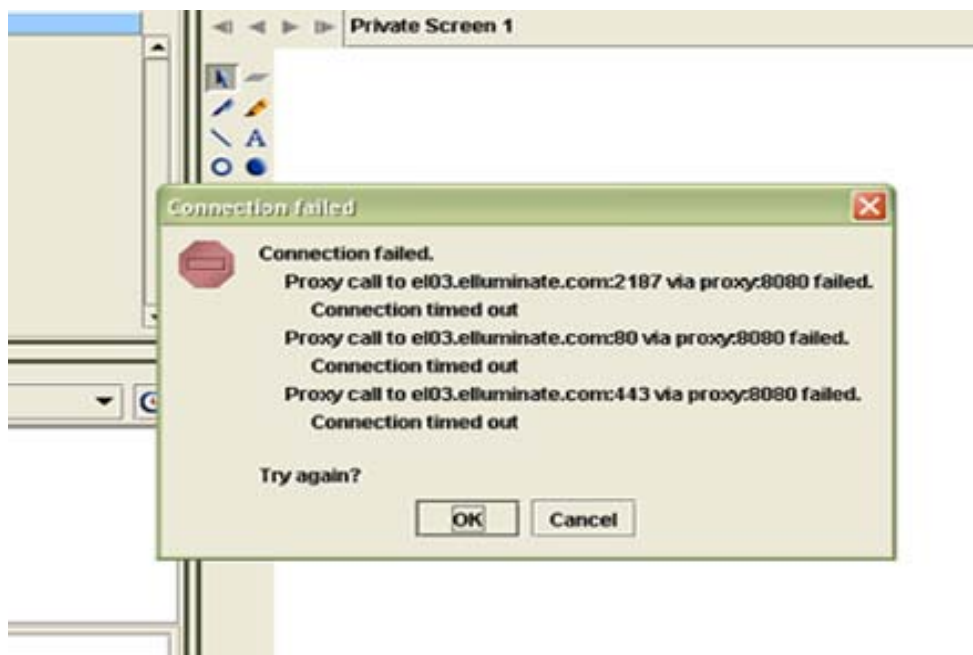 Private Screen 1
A
Connection failed
Connection failed.
Proxy call to el03.elluminate.com:2187 via proxy:8080 failed.
Connection timed out
Proxy call to el03.elluminate.com:80 via proxy:8080 failed.
Connection timed out
Proxy call to el03.elluminate.com:443 via proxy:8080 failed.
Connection timed out
Try again?
OK Cancel